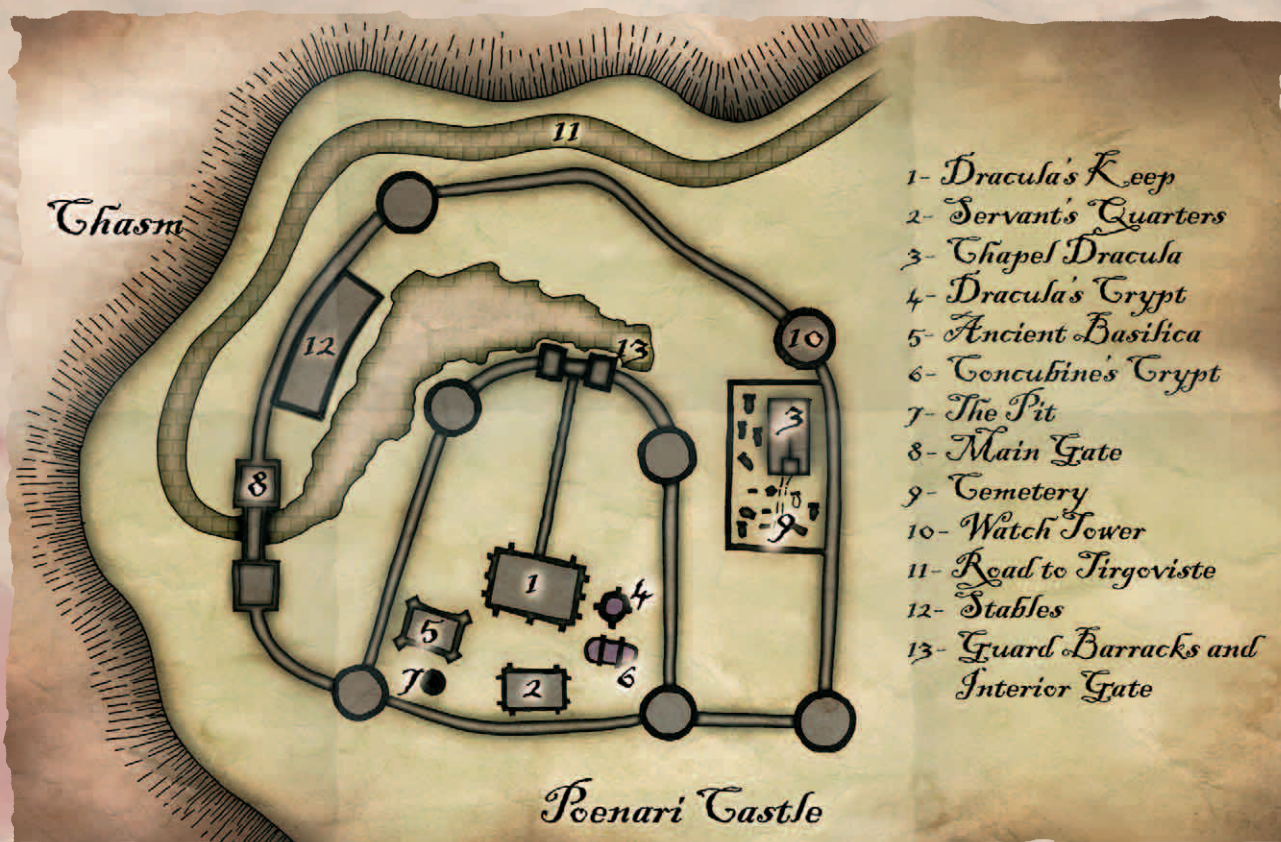 11
Chasm
12
10
13
3
8
9
1
4
5
6
7
2
Poenari Castle
1- Dracula's Keep
2- Servant's Quarters
3- Chapel Dracula
4- Dracula's Crypt
5- Ancient Basilica
6- Concubine's Crypt
7- The Pit
8- Main Gate
9- Cemetery
10- Watch Tower
11- Road to Tirgoviste
12- Stables
13- Guard Barracks and
Interior Gate